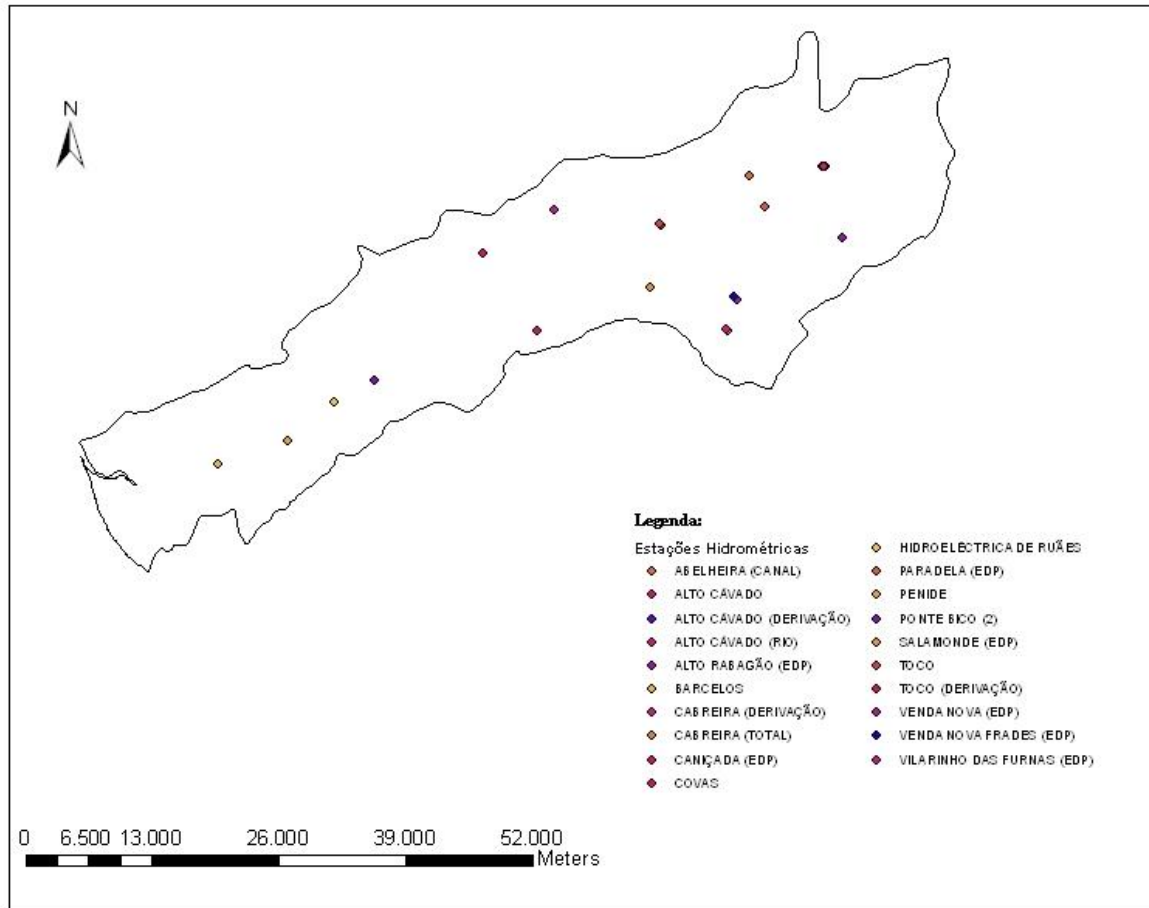 N
Legenda:
Estações Hidrométricas
ABELHEIRA (CANAL)
ALTO CÁVADO
ALTO CÁVADO (DERIVAÇÃO)
ALTO CÁVADO (RIO)
ALTO RABAGÃO (EDP)
BARCELOS
CABREIRA (DERIVAÇÃO)
CABREIRA (TOTAL)
CANIÇADA (EDP)
COVAS
HIDROELÉCTRICA DE RUÃES
PARADELA (EDP)
PENIDE
PONTE BICO (2)
SALAMONDE (EDP)
TOCO
TOCO (DERIVAÇÃO)
VENDA NOVA (EDP)
VENDA NOVA FRADES (EDP)
VILARINHO DAS FURNAS (EDP)
0 6.500 13.000 26.000 39.000 52.000
Meters